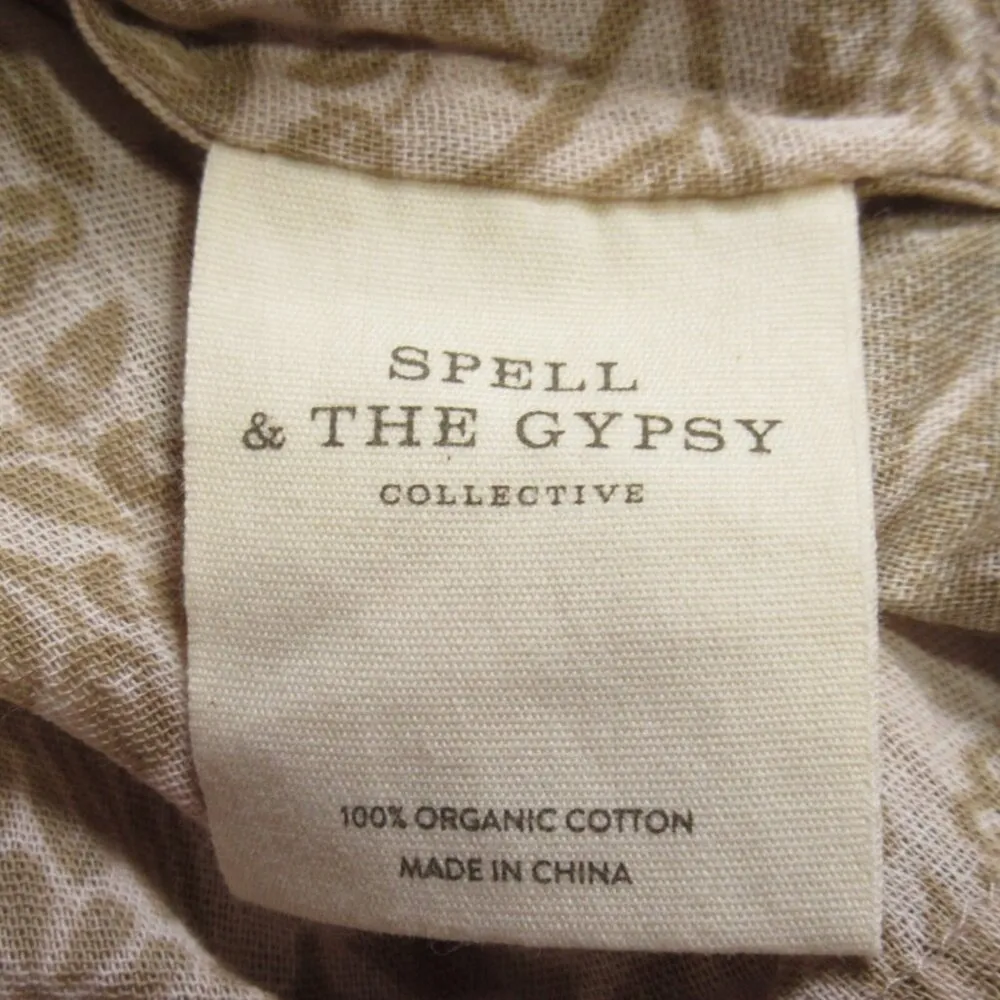 SPELL
& THE GYPSY
COLLECTIVE
100% ORGANIC COTTON
MADE IN CHINA